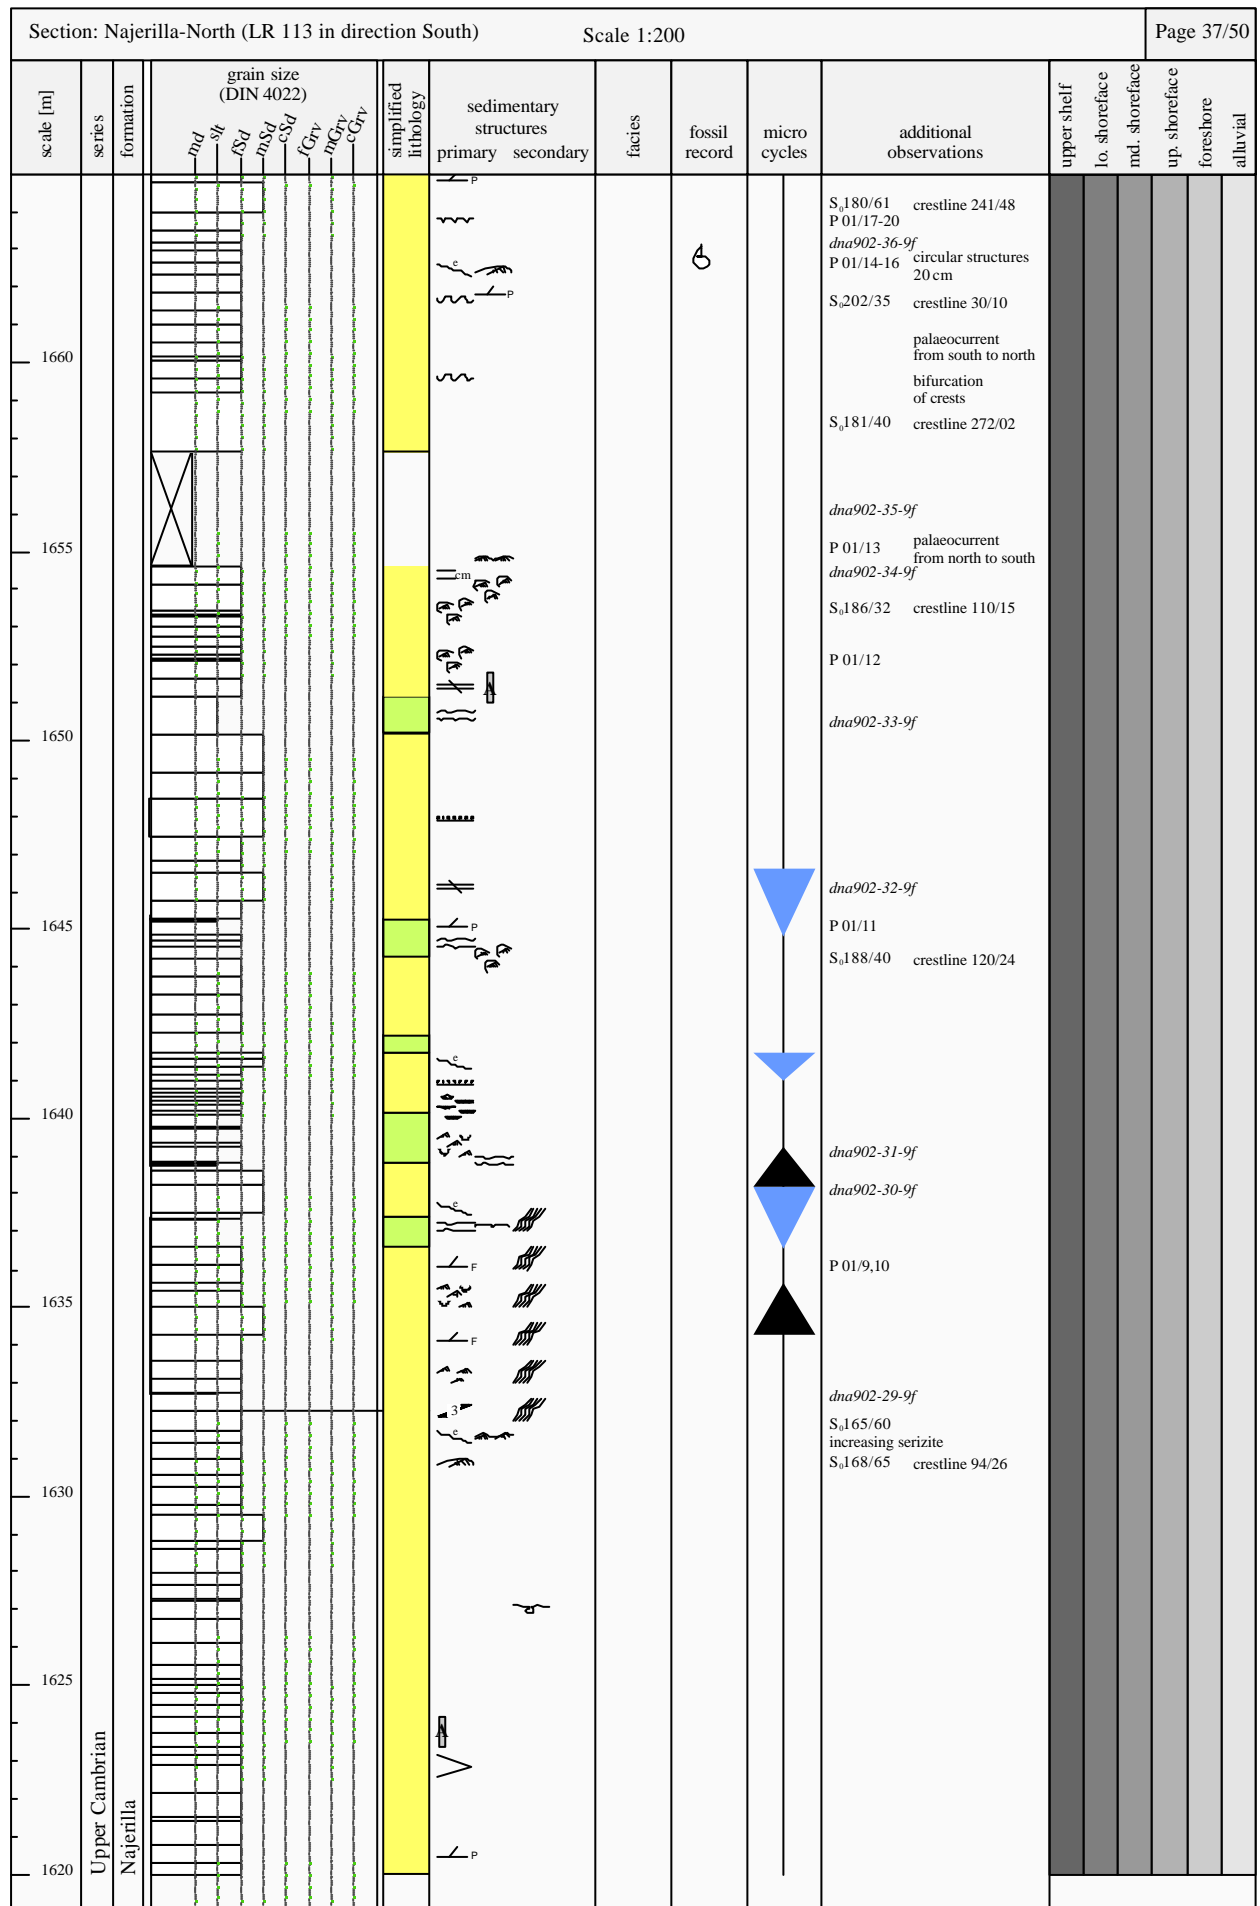 Section: Najerilla-North (LR 113 in direction South)
Scale 1:200
Page 37/50
scale [m]
series
formation
grain size
(DIN 4022)
md
slt
fSd
mSd
cSd
fGrv
mGrv
cGrv
simplified
lithology
sedimentary
structures
primary secondary
facies
fossil
record
micro
cycles
additional
observations
upper shelf
lo. shoreface
md. shoreface
up. shoreface
foreshore
alluvial
P
S₀180/61 crestline 241/48
P 01/17-20
dna902-36-9f
e
P 01/14-16 circular structures
20 cm
P
S₀202/35 crestline 30/10
palaeocurrent
from south to north
1660
bifurcation
of crests
S₀181/40 crestline 272/02
dna902-35-9f
1655
P 01/13 palaeocurrent
from north to south
cm
dna902-34-9f
S₀186/32 crestline 110/15
P 01/12
A
dna902-33-9f
1650
dna902-32-9f
1645
P
P 01/11
S₀188/40 crestline 120/24
e
1640
dna902-31-9f
dna902-30-9f
e
F
P 01/9,10
1635
F
dna902-29-9f
3
S₀165/60
e
increasing serizite
S₀168/65 crestline 94/26
1630
1625
A
Upper Cambrian
Najerilla
P
1620